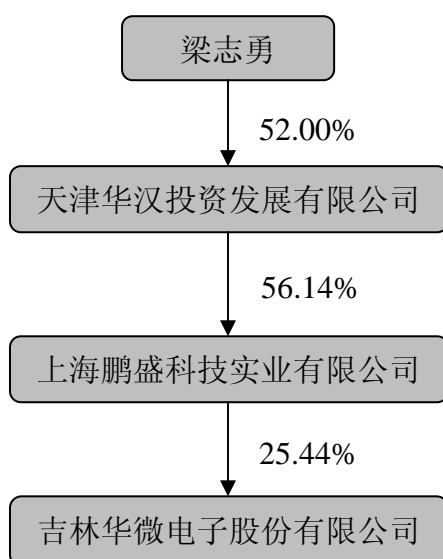 梁志勇
52.00%
天津华汉投资发展有限公司
56.14%
上海鹏盛科技实业有限公司
25.44%
吉林华微电子股份有限公司